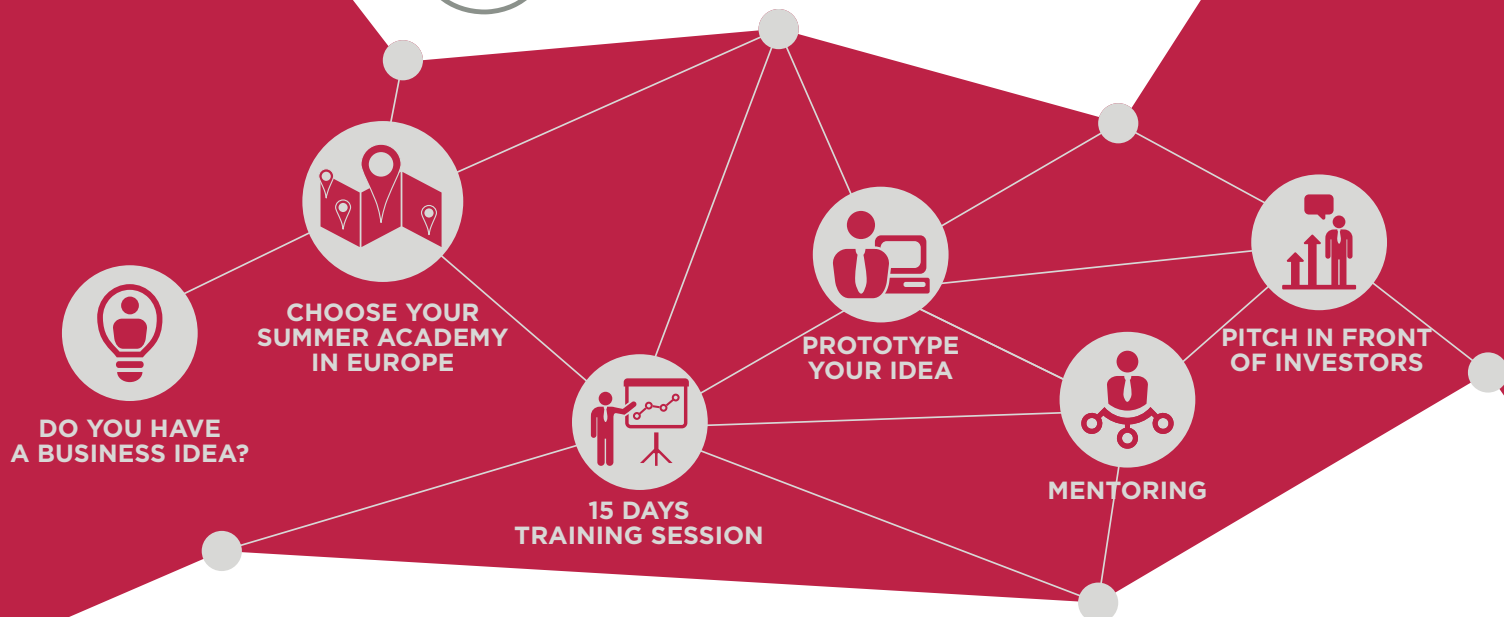 DO YOU HAVE
A BUSINESS IDEA?
CHOOSE YOUR
SUMMER ACADEMY
IN EUROPE
15 DAYS
TRAINING SESSION
PROTOTYPE
YOUR IDEA
MENTORING
PITCH IN FRONT
OF INVESTORS